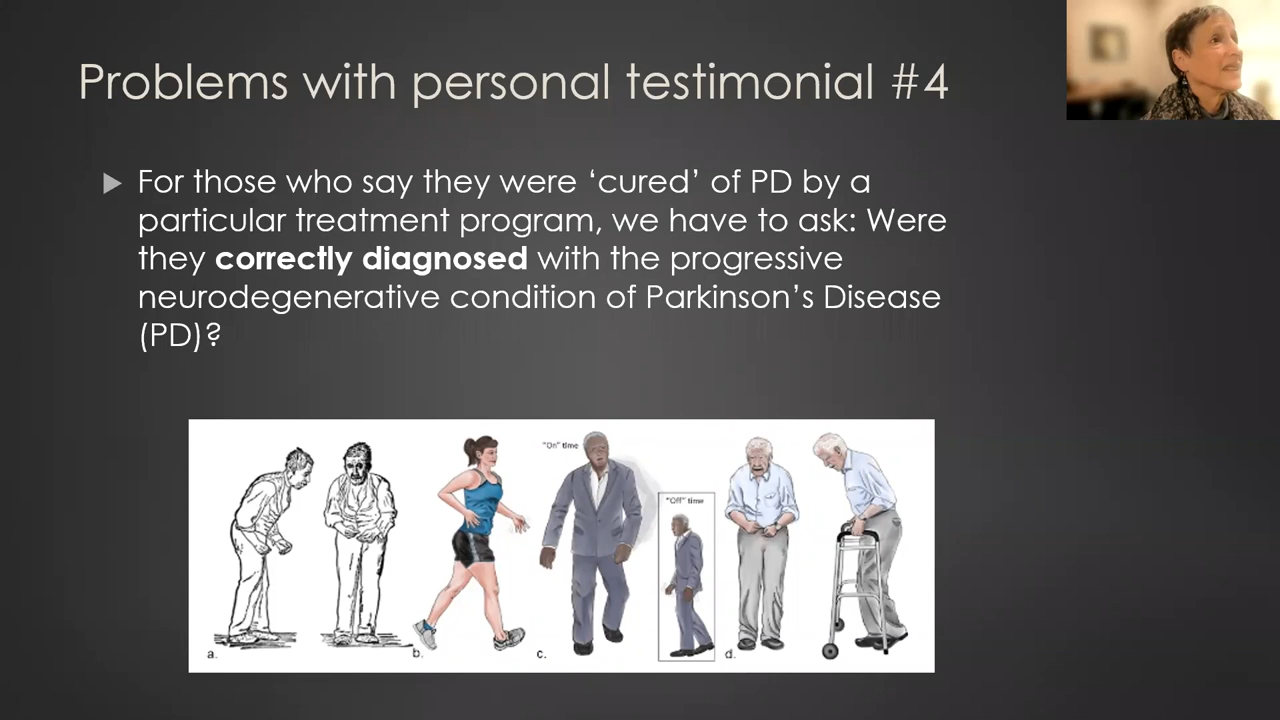 Problems with personal testimonial #4
For those who say they were ‘cured’ of PD by a
particular treatment program, we have to ask: Were
they correctly diagnosed with the progressive
neurodegenerative condition of Parkinson’s Disease
(PD)?
"On" time
"Off" time
a.
b.
c.
d.